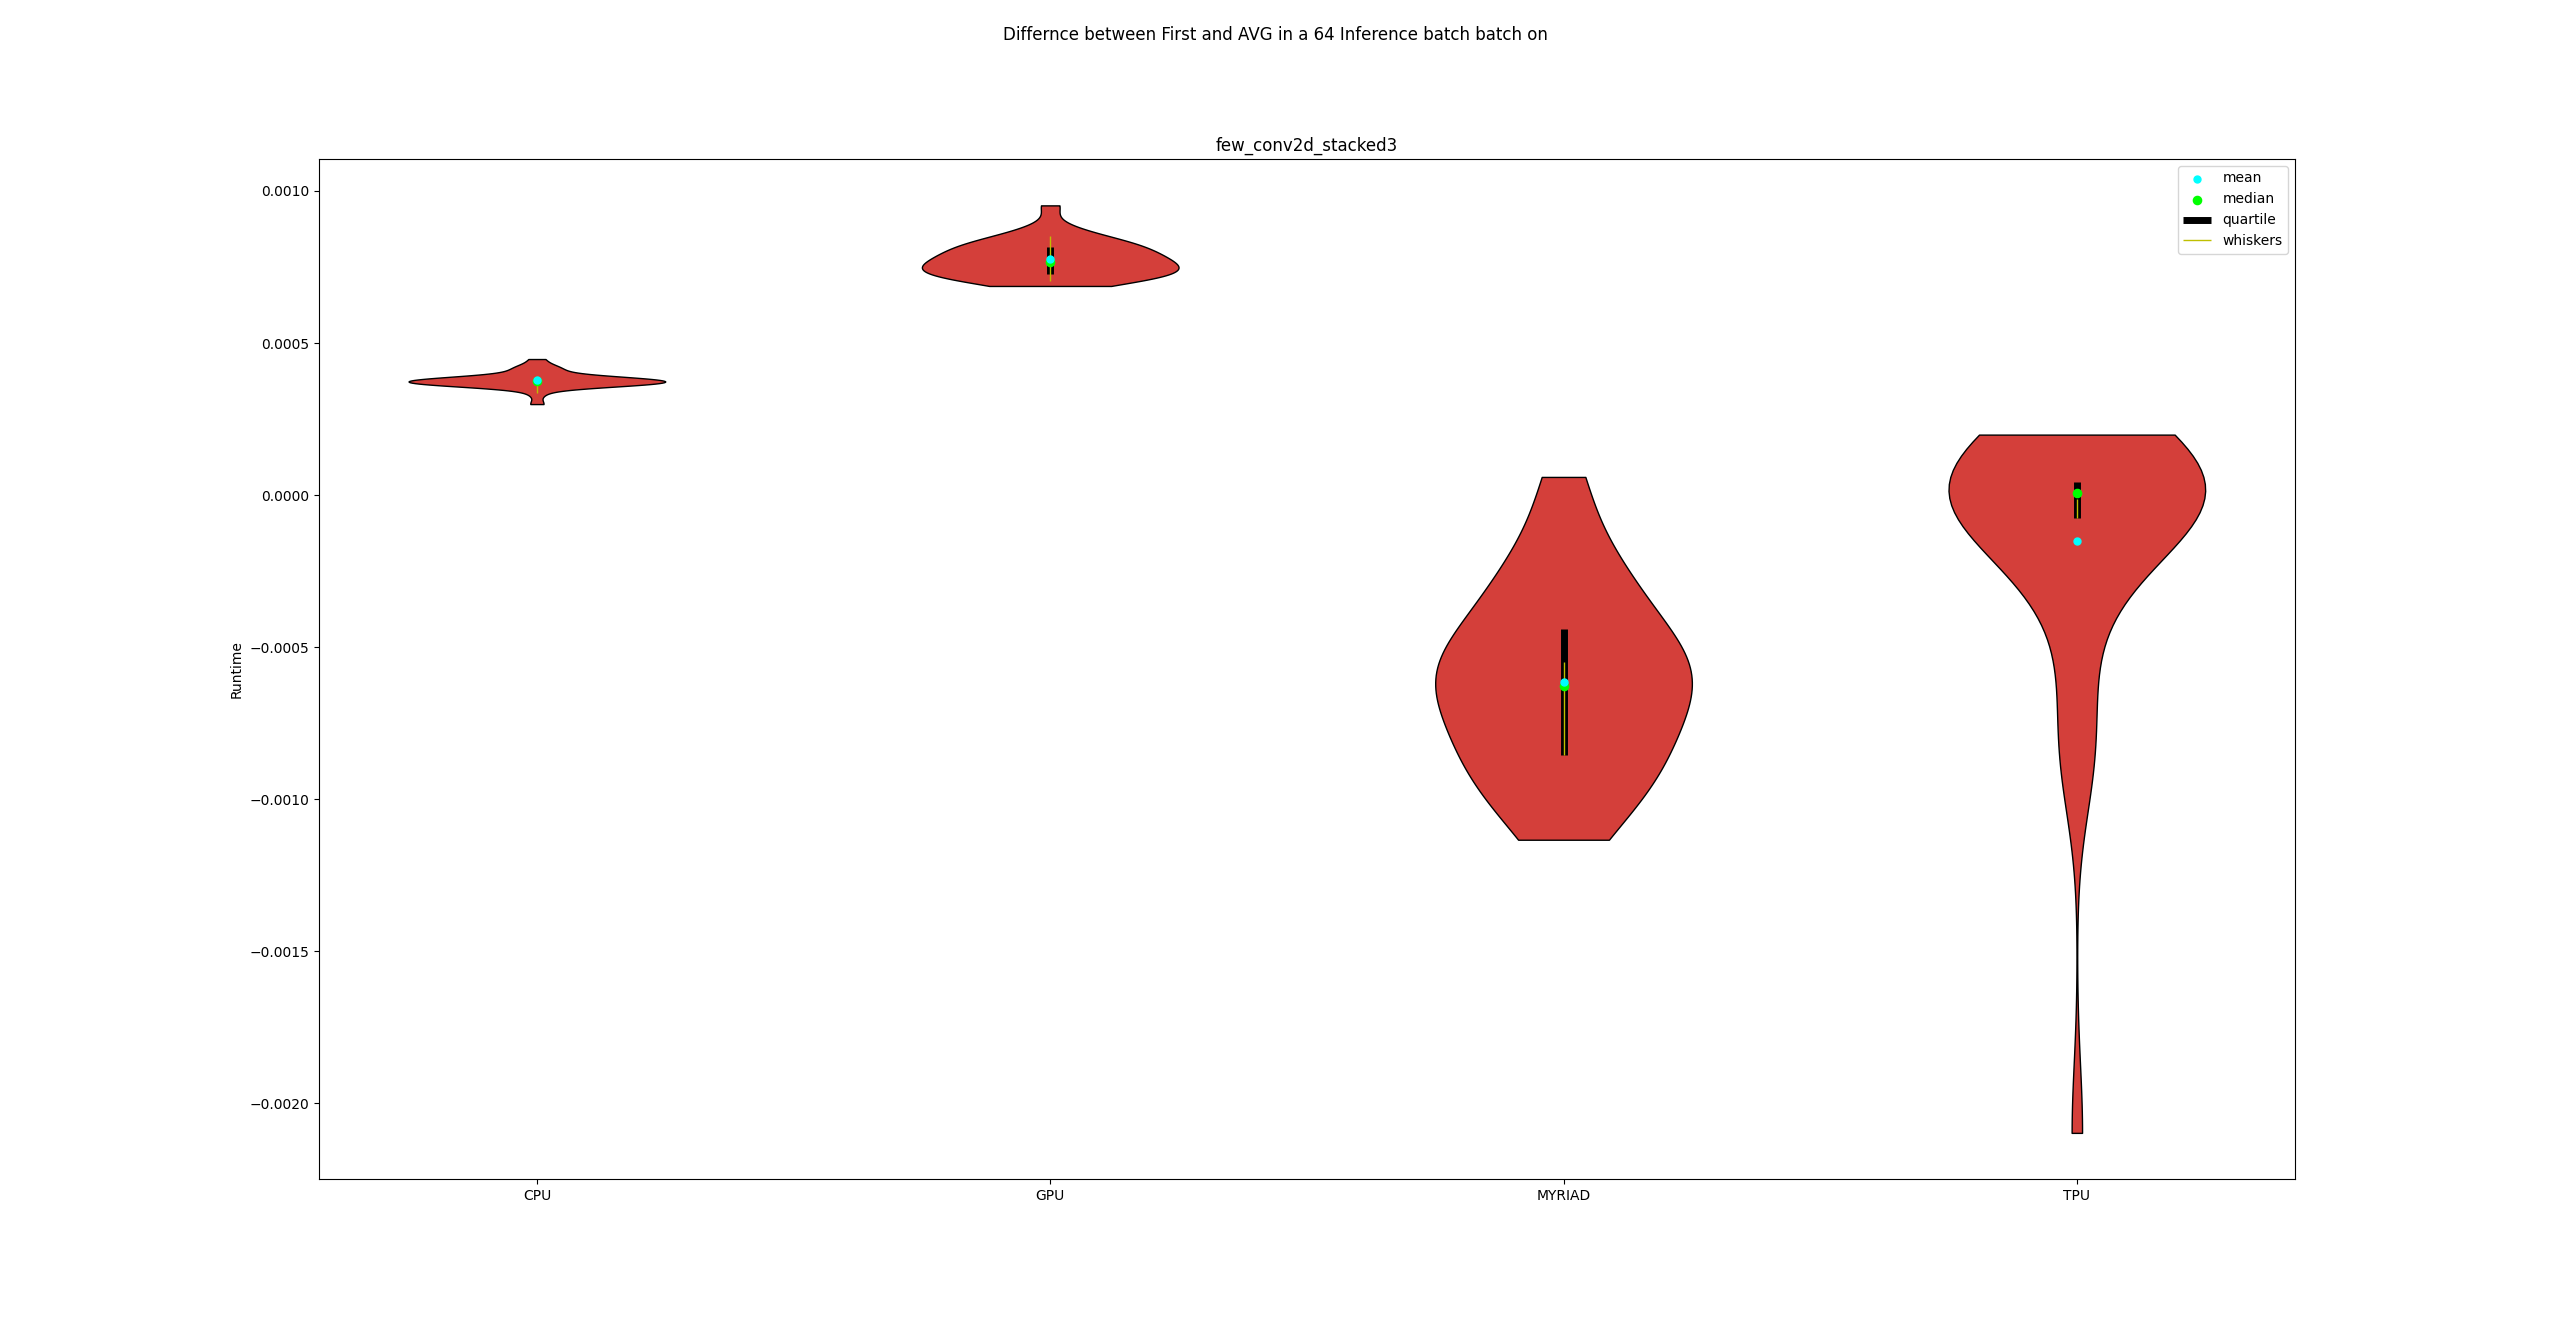 Differnce between First and AVG in a 64 Inference batch batch on
few_conv2d_stacked3
mean
median
quartile
whiskers
0.0010
0.0005
0.0000
−0.0005
−0.0010
−0.0015
−0.0020
Runtime
CPU
GPU
MYRIAD
TPU